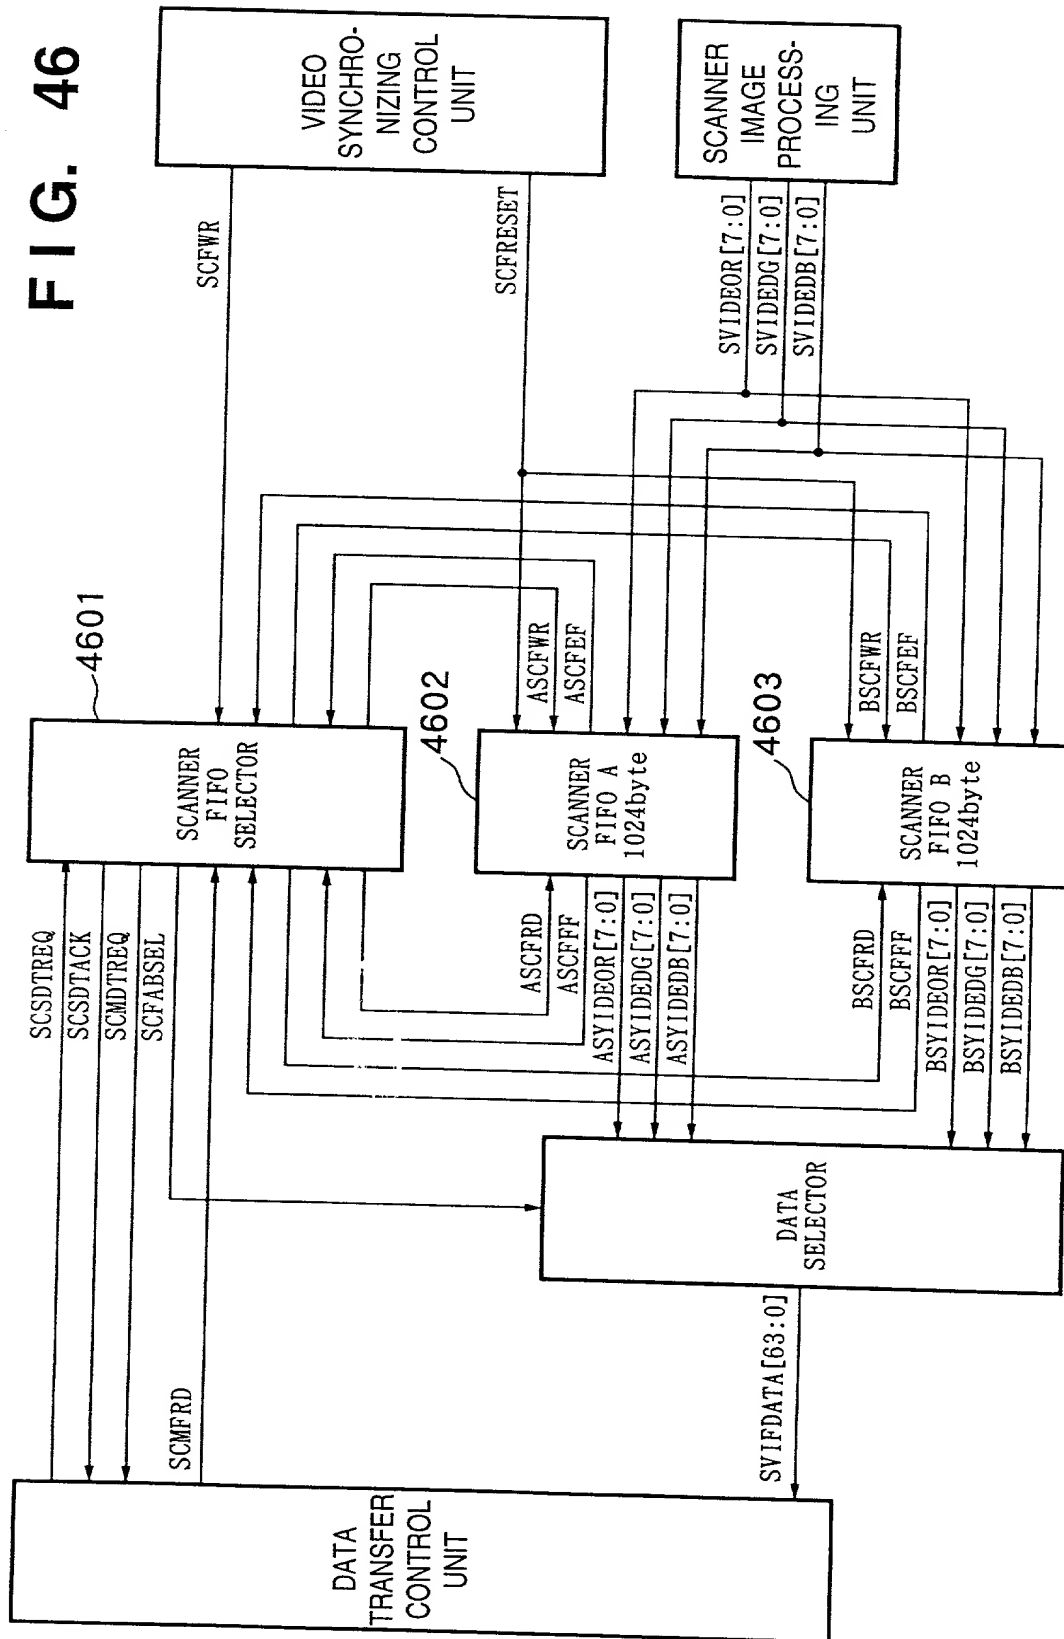 FIG. 46
VIDEO
SYNCHRO-
NIZING
CONTROL
UNIT
SCANNER
IMAGE
PROCESS-
ING
UNIT
SCFWR
SCFRESET
SVIDEOR[7:0]
SVIDEDG[7:0]
SVIDEDB[7:0]
4601
SCANNER
FIFO
SELECTOR
4602
SCANNER
FIFO A
1024byte
4603
SCANNER
FIFO B
1024byte
ASCFWR
ASCFEF
BSCFWR
BSCFEF
SCSDTREQ
SCSDTACK
SCMDTREQ
SCFABSEL
SCMFRD
ASCFRD
ASCFFF
ASYIDEOR[7:0]
ASYIDEDG[7:0]
ASYIDEDB[7:0]
BSCFRD
BSCFFF
BSYIDEOR[7:0]
BSYIDEDG[7:0]
BSYIDEDB[7:0]
DATA
SELECTOR
SVIFDATA[63:0]
DATA
TRANSFER
CONTROL
UNIT